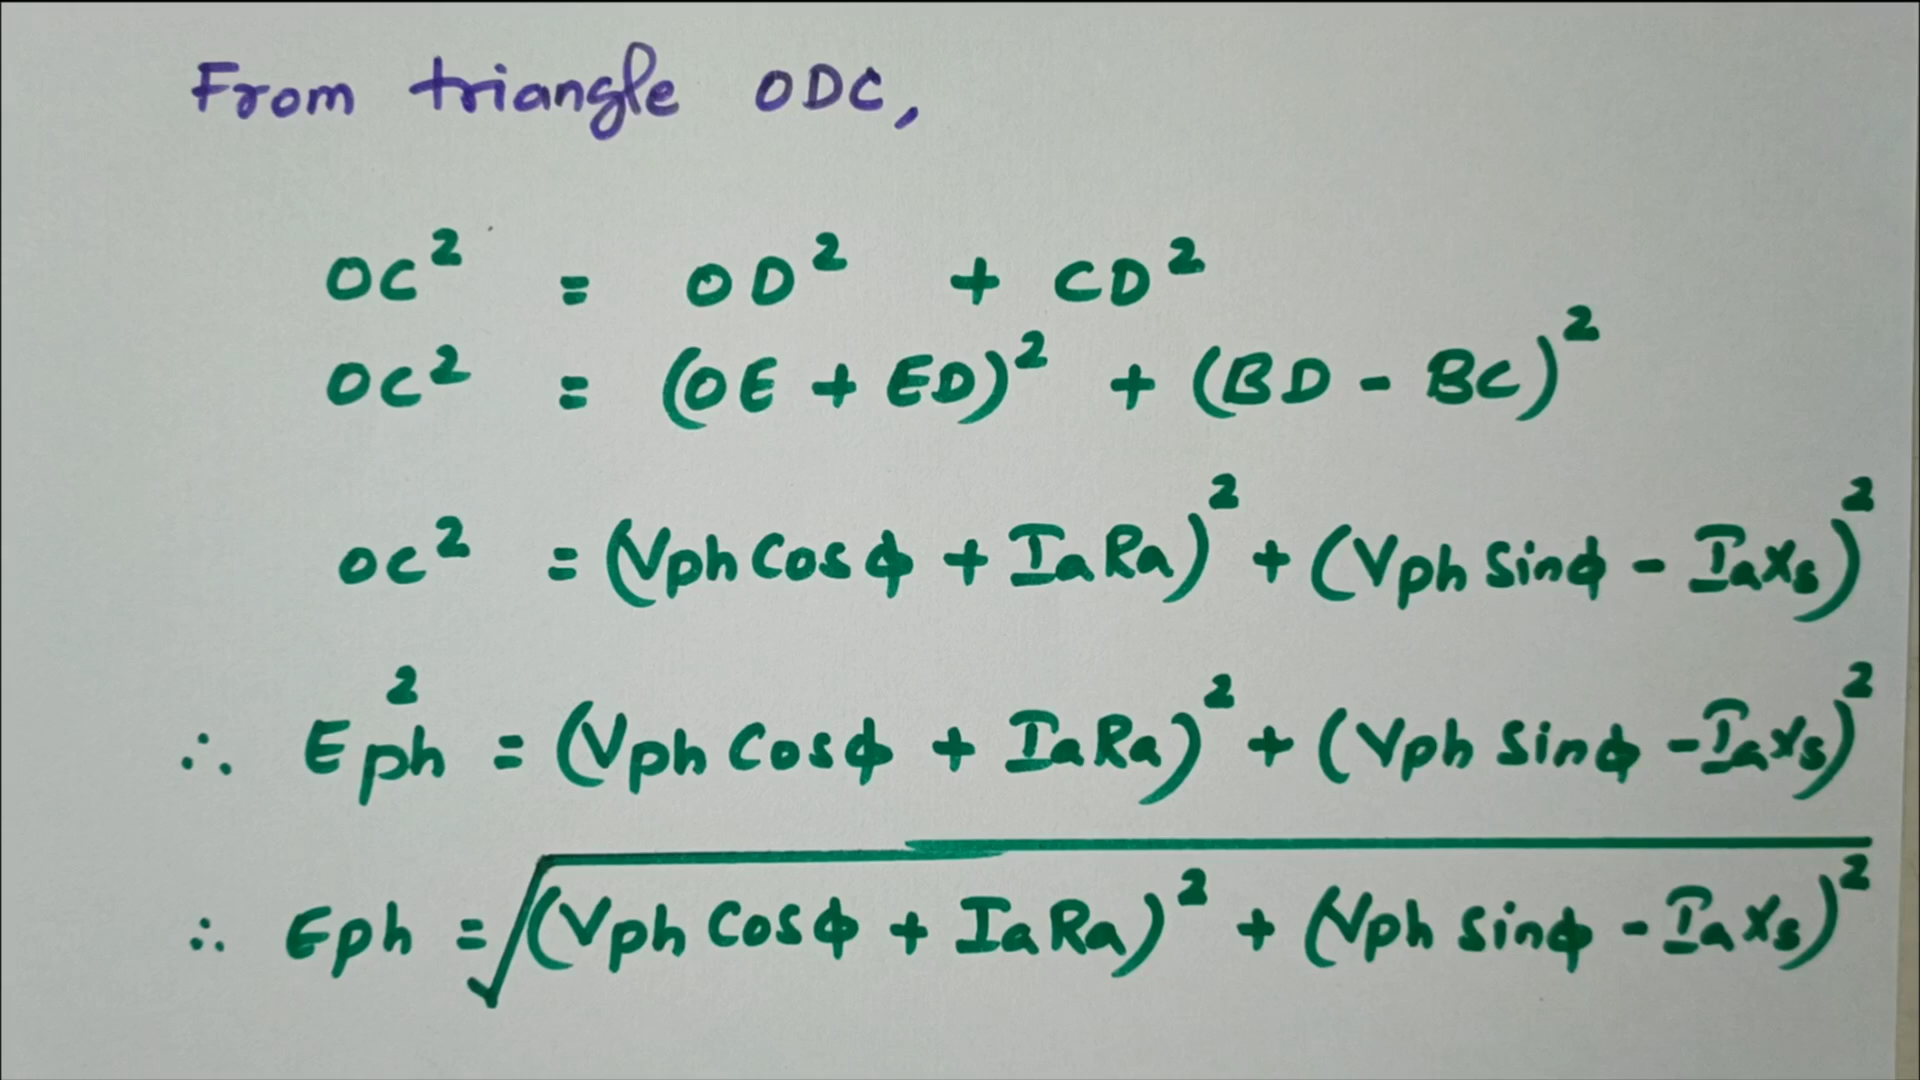 From triangle ODC,
OC² = OD² + CD²
OC² = (OE + ED)² + (BD - BC)²
OC² = (Vph Cosϕ + IaRa)² + (Vph Sinϕ - IaXs)²
∴ Eph² = (Vph Cosϕ + IaRa)² + (Vph Sinϕ - IaXs)²
∴ Eph = √(Vph Cosϕ + IaRa)² + (Vph Sinϕ - IaXs)²